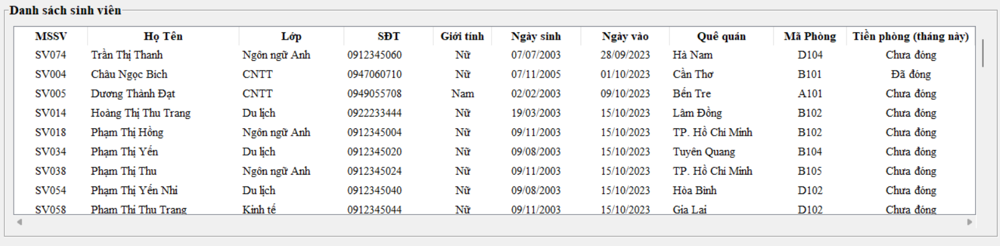 Danh sách sinh viên
MSSV Họ Tên Lớp SĐT Giới tính Ngày sinh Ngày vào Quê quán Mã Phòng Tiền phòng (tháng này)
SV074 Trần Thị Thanh Ngôn ngữ Anh 0912345060 Nữ 07/07/2003 28/09/2023 Hà Nam D104 Chưa đóng
SV004 Châu Ngọc Bích CNTT 0947060710 Nữ 07/11/2005 01/10/2023 Cần Thơ B101 Đã đóng
SV005 Dương Thành Đạt CNTT 0949055708 Nam 02/02/2003 09/10/2023 Bến Tre A101 Chưa đóng
SV014 Hoàng Thị Thu Trang Du lịch 0922233444 Nữ 19/03/2003 15/10/2023 Lâm Đồng B102 Chưa đóng
SV018 Phạm Thị Hồng Ngôn ngữ Anh 0912345004 Nữ 09/11/2003 15/10/2023 TP. Hồ Chí Minh B102 Chưa đóng
SV034 Phạm Thị Yến Du lịch 0912345020 Nữ 09/08/2003 15/10/2023 Tuyên Quang B104 Chưa đóng
SV038 Phạm Thị Thu Ngôn ngữ Anh 0912345024 Nữ 09/11/2003 15/10/2023 TP. Hồ Chí Minh B105 Chưa đóng
SV054 Phạm Thị Yến Nhi Du lịch 0912345040 Nữ 09/08/2003 15/10/2023 Hòa Bình D102 Chưa đóng
SV058 Phạm Thị Thu Trang Kinh tế 0912345044 Nữ 09/11/2003 15/10/2023 Gia Lai D102 Chưa đóng